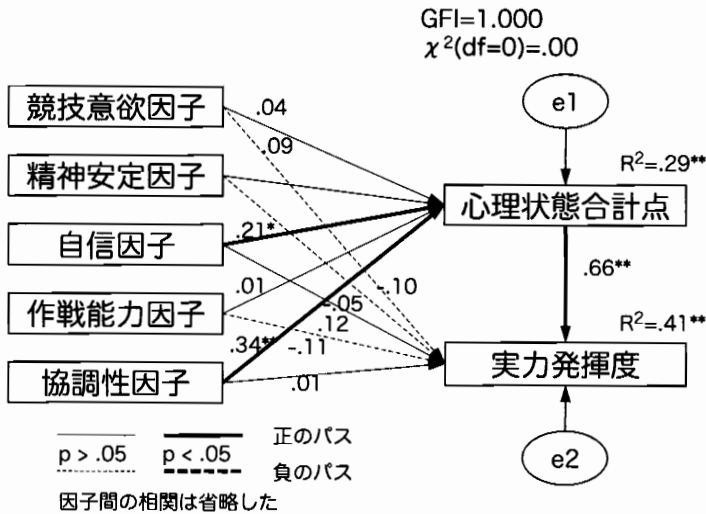 GFI=1.000
χ²(df=0)=.00
e1
競技意欲因子
.04
.09
精神安定因子
R²=.29**
心理状態合計点
自信因子
.21*
.66**
作戦能力因子
.01
-.05
-.10
.12
R²=.41**
.34**
-.11
実力発揮度
協調性因子
.01
正のパス
p > .05
p < .05
負のパス
e2
因子間の相関は省略した